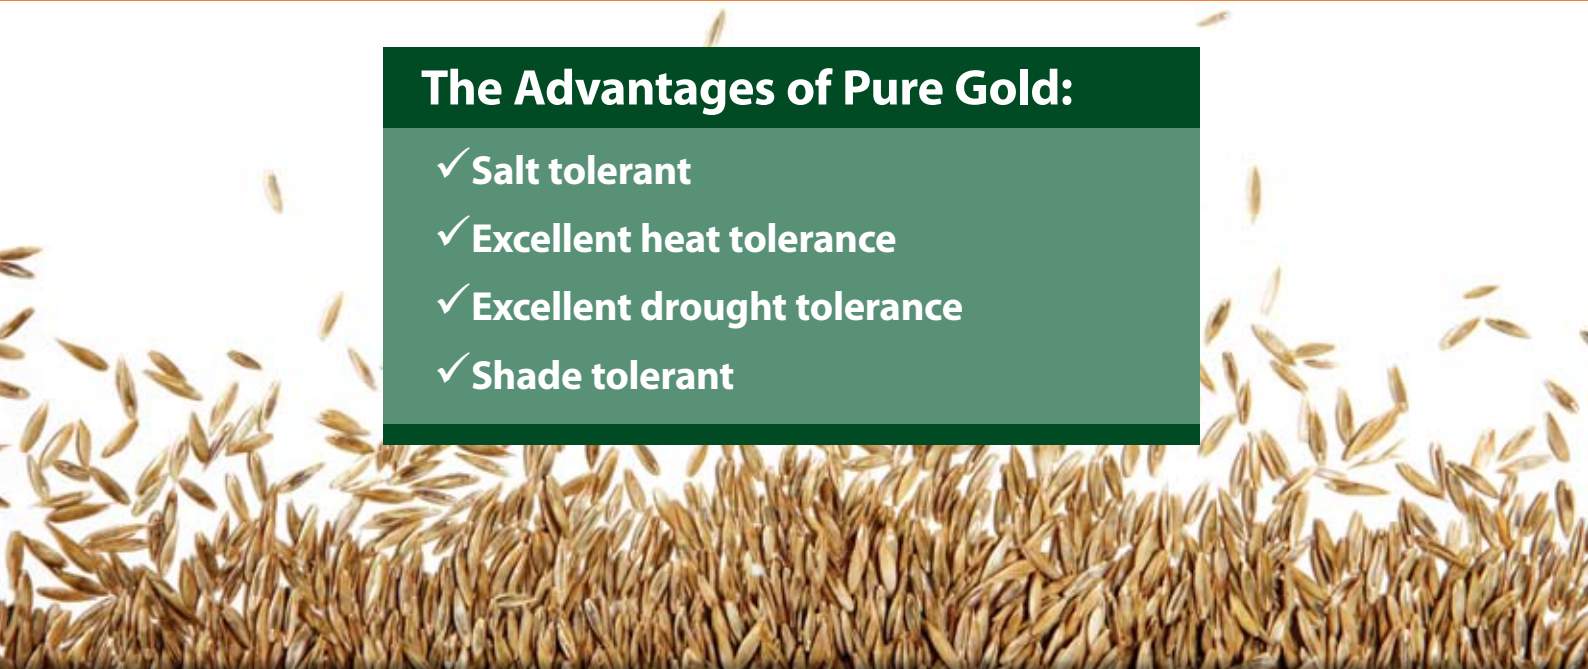 The Advantages of Pure Gold:
✓Salt tolerant
✓Excellent heat tolerance
✓Excellent drought tolerance
✓Shade tolerant